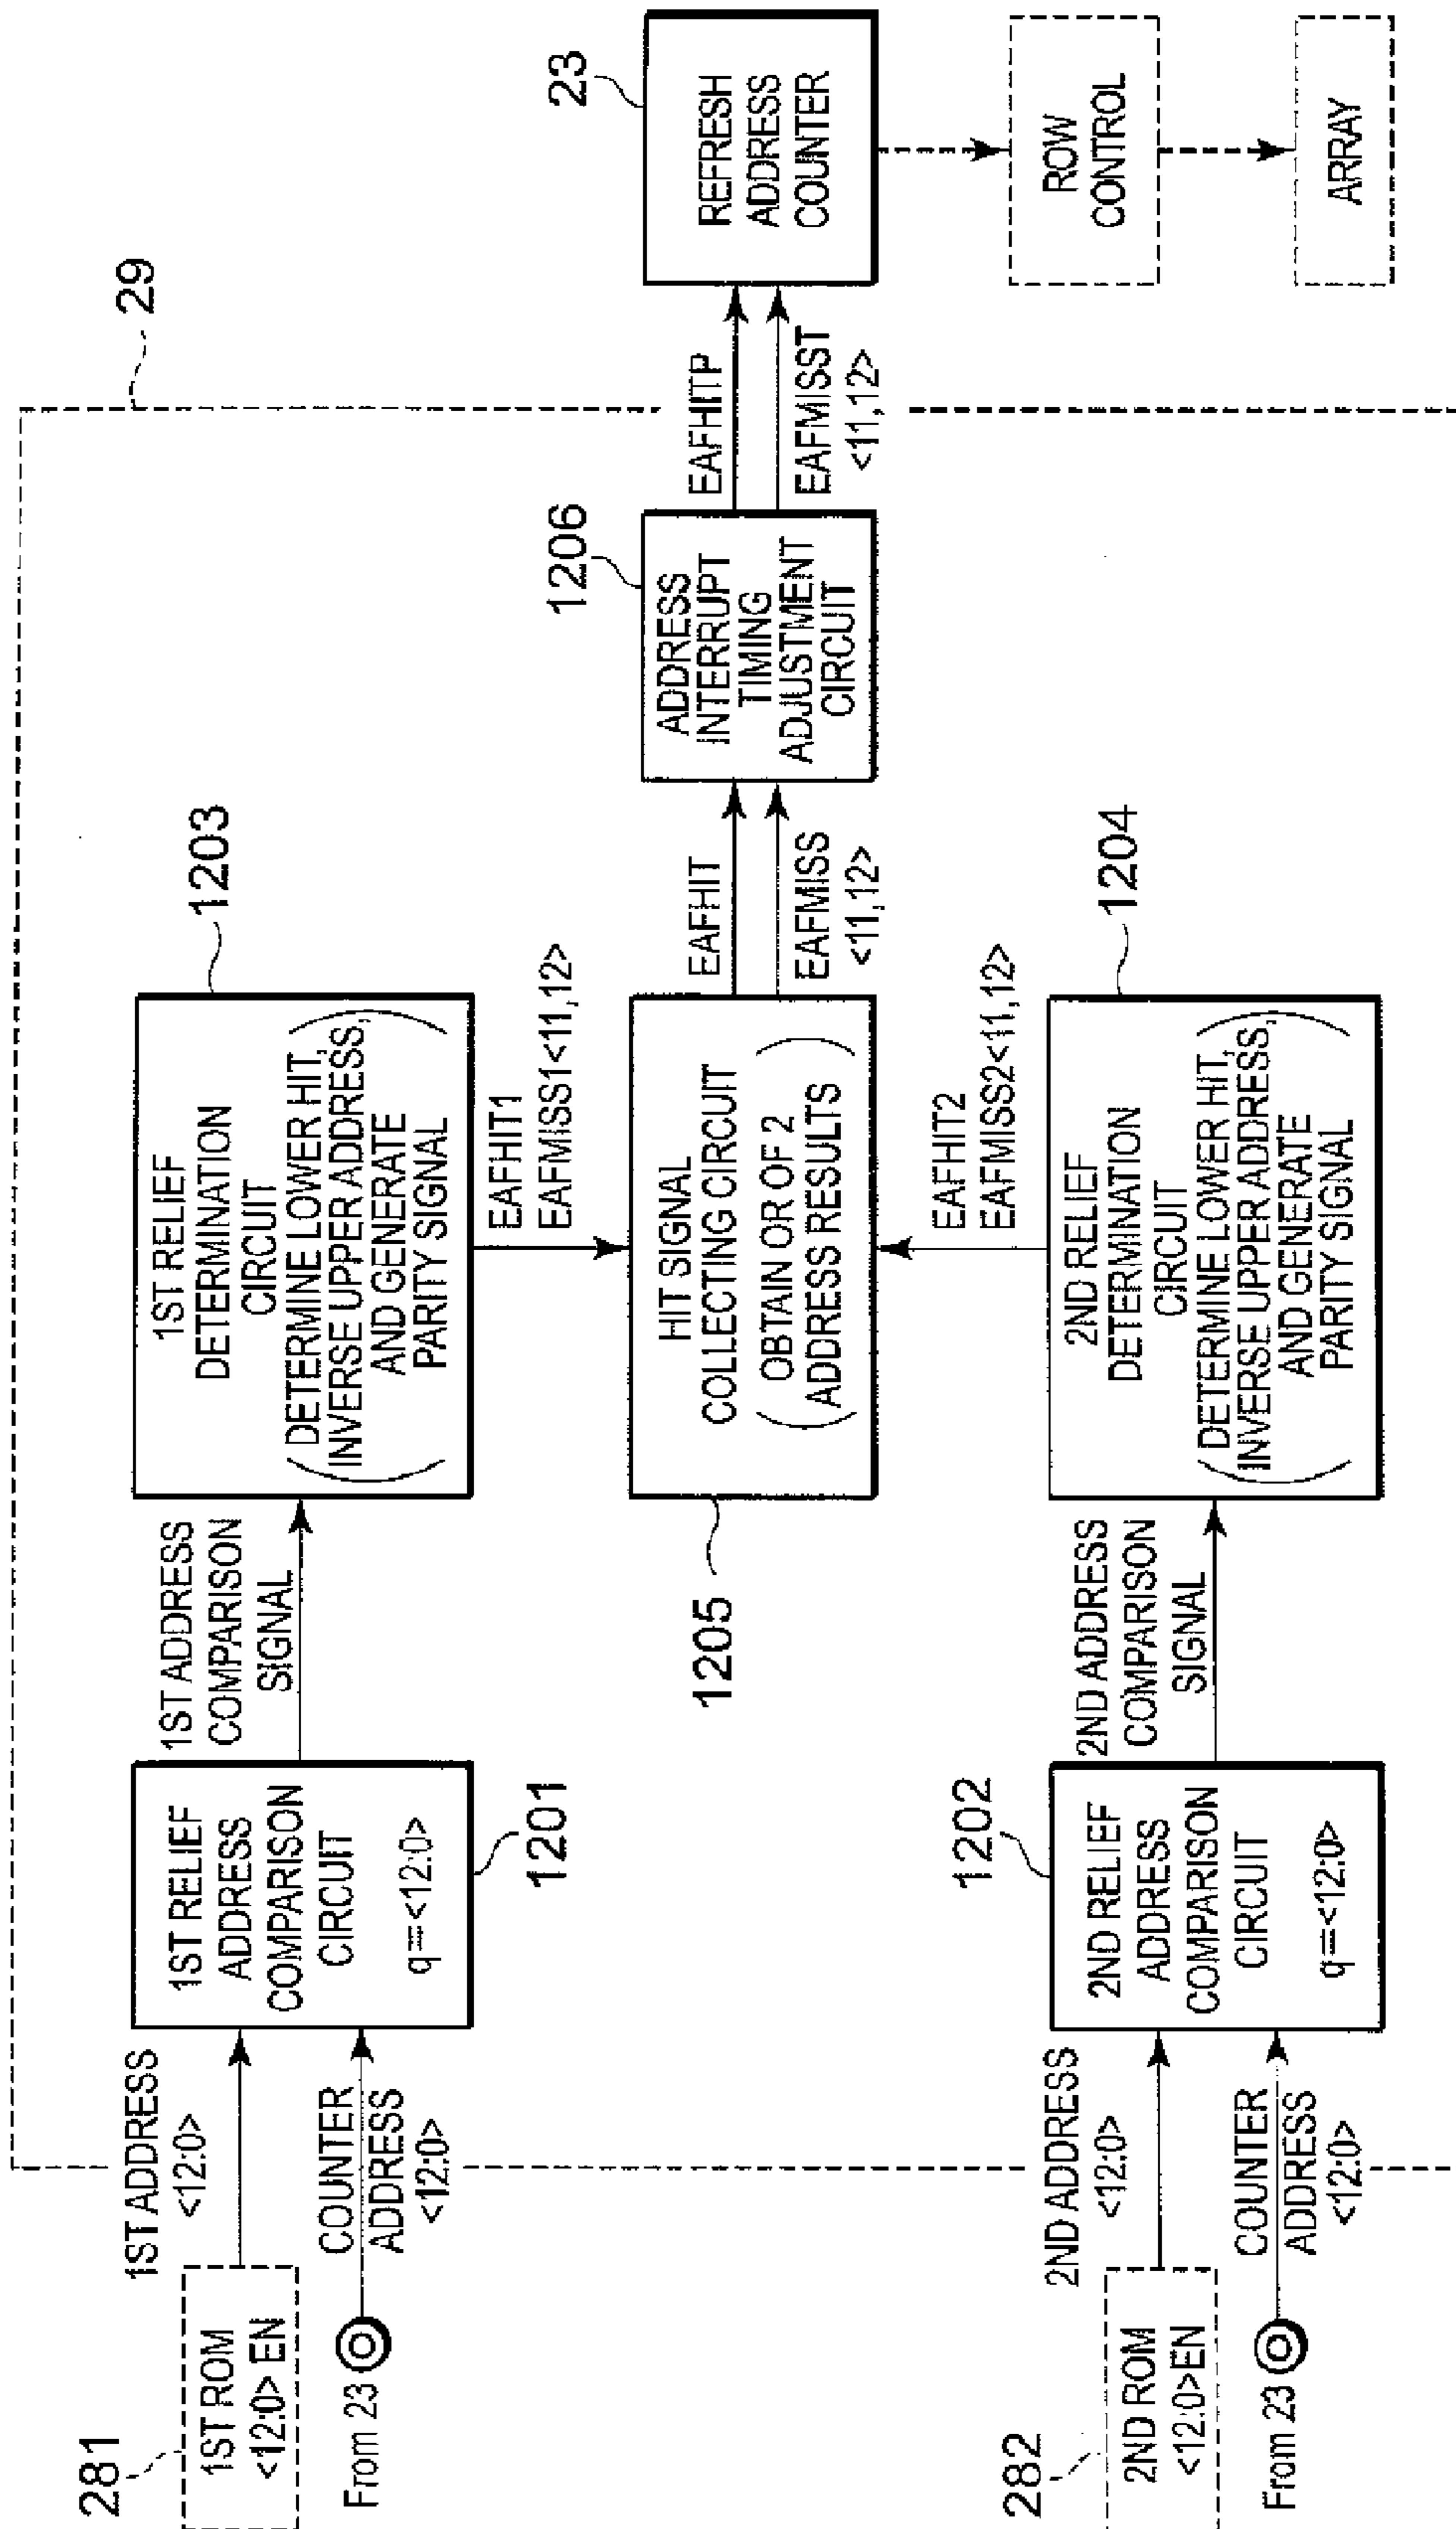 281
1ST ROM
<12:0> EN
From 23
1ST ADDRESS
<12:0>
COUNTER
ADDRESS
<12:0>
1ST RELIEF
ADDRESS
COMPARISON
CIRCUIT
q=<12:0>
1201
1ST ADDRESS
COMPARISON
SIGNAL
1ST RELIEF
DETERMINATION
CIRCUIT
DETERMINE LOWER HIT,
INVERSE UPPER ADDRESS,
AND GENERATE
PARITY SIGNAL
1203
EAFHIT1
EAFMISS1<11,12>
29
HIT SIGNAL
COLLECTING CIRCUIT
OBTAIN OR OF 2
ADDRESS RESULTS
1205
EAFHIT
EAFMISS
<11,12>
ADDRESS
INTERRUPT
TIMING
ADJUSTMENT
CIRCUIT
1206
EAFHITP
EAFMISST
<11,12>
REFRESH
ADDRESS
COUNTER
23
ROW
CONTROL
ARRAY
282
2ND ROM
<12:0>EN
From 23
2ND ADDRESS
<12:0>
COUNTER
ADDRESS
<12:0>
2ND RELIEF
ADDRESS
COMPARISON
CIRCUIT
q=<12:0>
1202
2ND ADDRESS
COMPARISON
SIGNAL
2ND RELIEF
DETERMINATION
CIRCUIT
DETERMINE LOWER HIT,
INVERSE UPPER ADDRESS,
AND GENERATE
PARITY SIGNAL
1204
EAFHIT2
EAFMISS2<11,12>